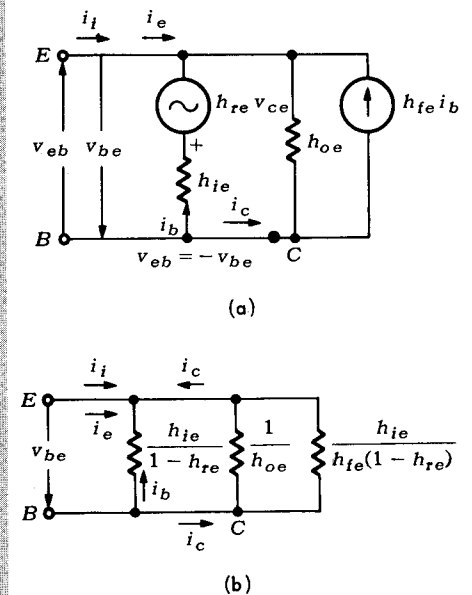 i_i i_e
E
h_re v_ce h_fe i_b
v_eb v_be
+
h_oe
h_ie
i_c
i_b
B
v_eb = -v_be C
(a)
i_i i_c
E
i_e
v_be
h_ie / 1 - h_re 1 / h_oe h_ie / h_fe(1 - h_re)
i_b
B
i_c C
(b)